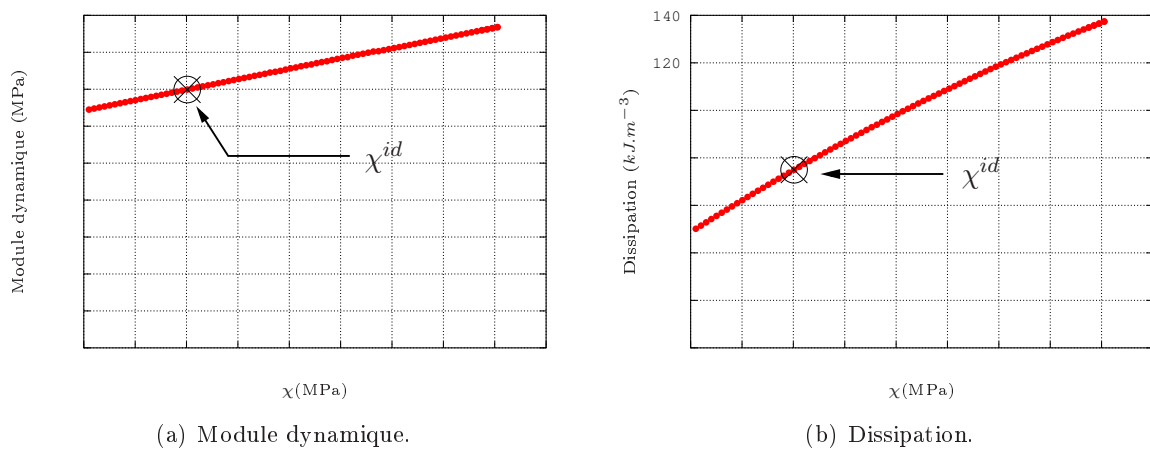 Module dynamique (MPa)
χ^{id}
χ(MPa)
(a) Module dynamique.
140
120
Dissipation (kJ.m^{−3})
χ^{id}
χ(MPa)
(b) Dissipation.